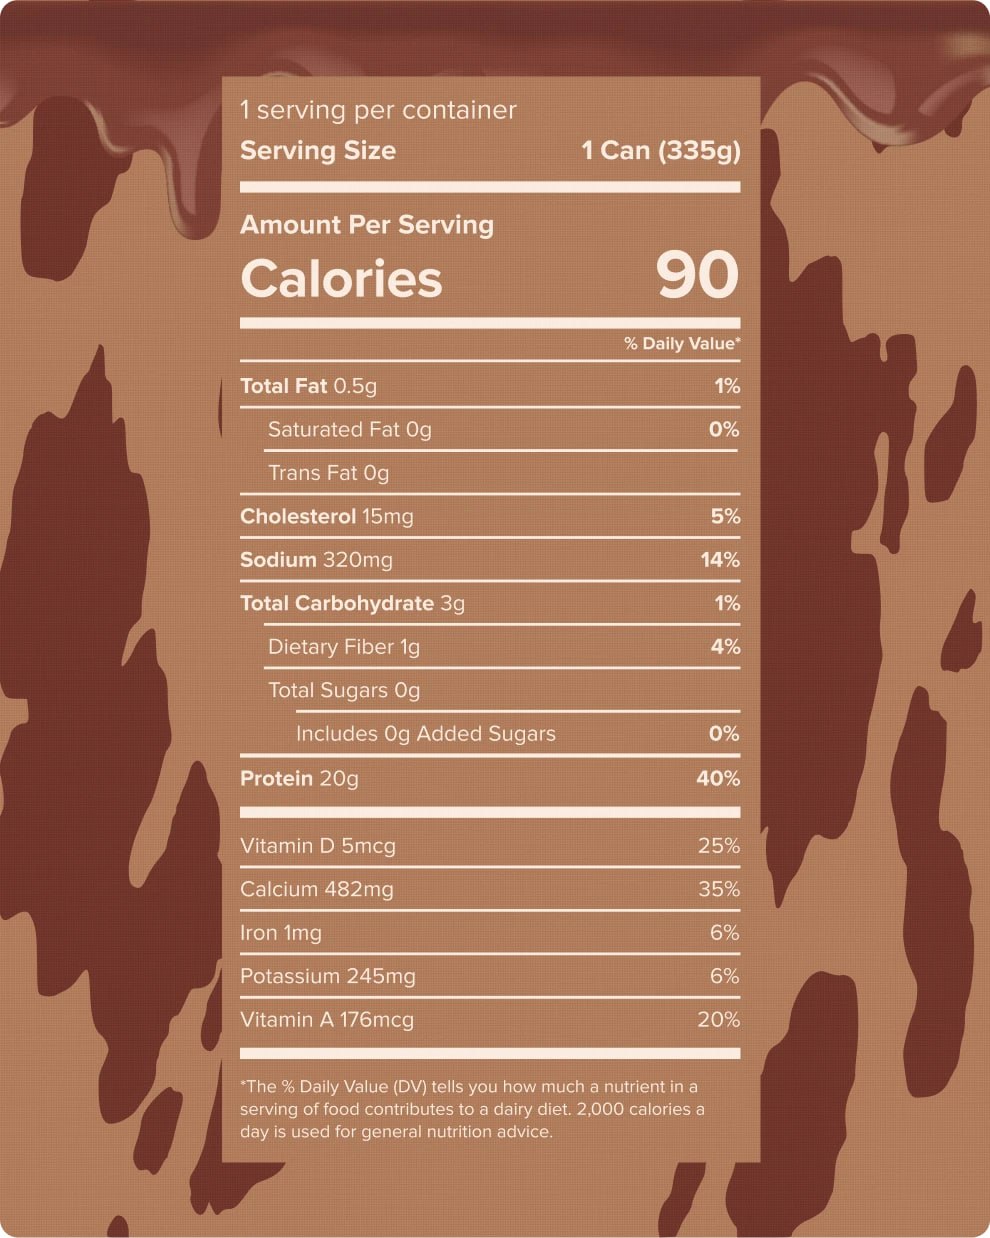 1 serving per container
Serving Size 1 Can (335g)
Amount Per Serving
Calories 90
% Daily Value*
Total Fat 0.5g 1%
Saturated Fat 0g 0%
Trans Fat 0g
Cholesterol 15mg 5%
Sodium 320mg 14%
Total Carbohydrate 3g 1%
Dietary Fiber 1g 4%
Total Sugars 0g
Includes 0g Added Sugars 0%
Protein 20g 40%
Vitamin D 5mcg 25%
Calcium 482mg 35%
Iron 1mg 6%
Potassium 245mg 6%
Vitamin A 176mcg 20%
*The % Daily Value (DV) tells you how much a nutrient in a
serving of food contributes to a dairy diet. 2,000 calories a
day is used for general nutrition advice.